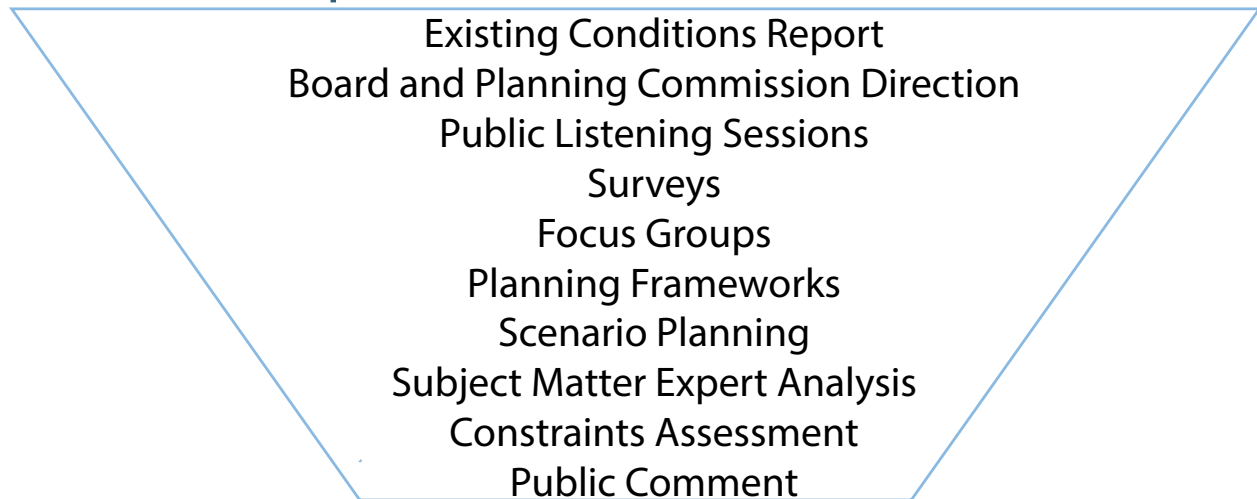 Existing Conditions Report
Board and Planning Commission Direction
Public Listening Sessions
Surveys
Focus Groups
Planning Frameworks
Scenario Planning
Subject Matter Expert Analysis
Constraints Assessment
Public Comment